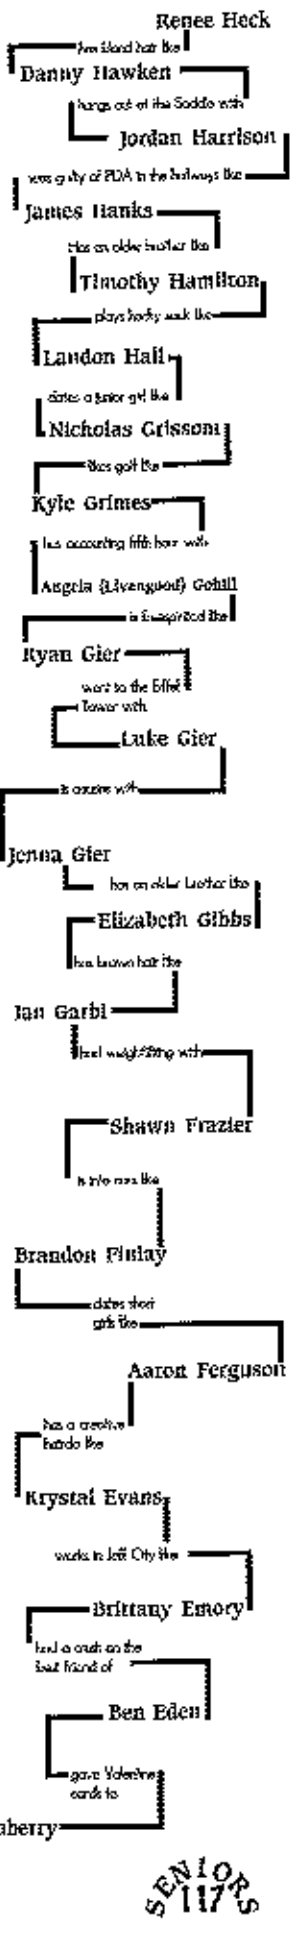 Renee Heck
has blond hair like
Danny Hawken
hangs out at the Saddle with
Jordan Harrison
was guilty of PDA in the hallways like
James Hanks
Has an older brother like
Timothy Hamilton
plays hacky sack like
Landon Hall
dates a junior girl like
Nicholas Grissom
likes golf like
Kyle Grimes
has accounting fifth hour with
Angela (Livengood) Gohill
is like
Ryan Gier
went to the Eiffel
Tower with
Luke Gier
is cousins with
Jenna Gier
has an older brother like
Elizabeth Gibbs
has brown hair like
Jan Garbi
had weightlifting with
Shawn Frazier
is into cars like
Brandon Finlay
dates short
girls like
Aaron Ferguson
has a creative
hairdo like
Krystal Evans
works in Jeff City like
Brittany Emory
had a crush on the
best friend of
Ben Eden
gave Valentine
cards to
aberry
SENIORS
117